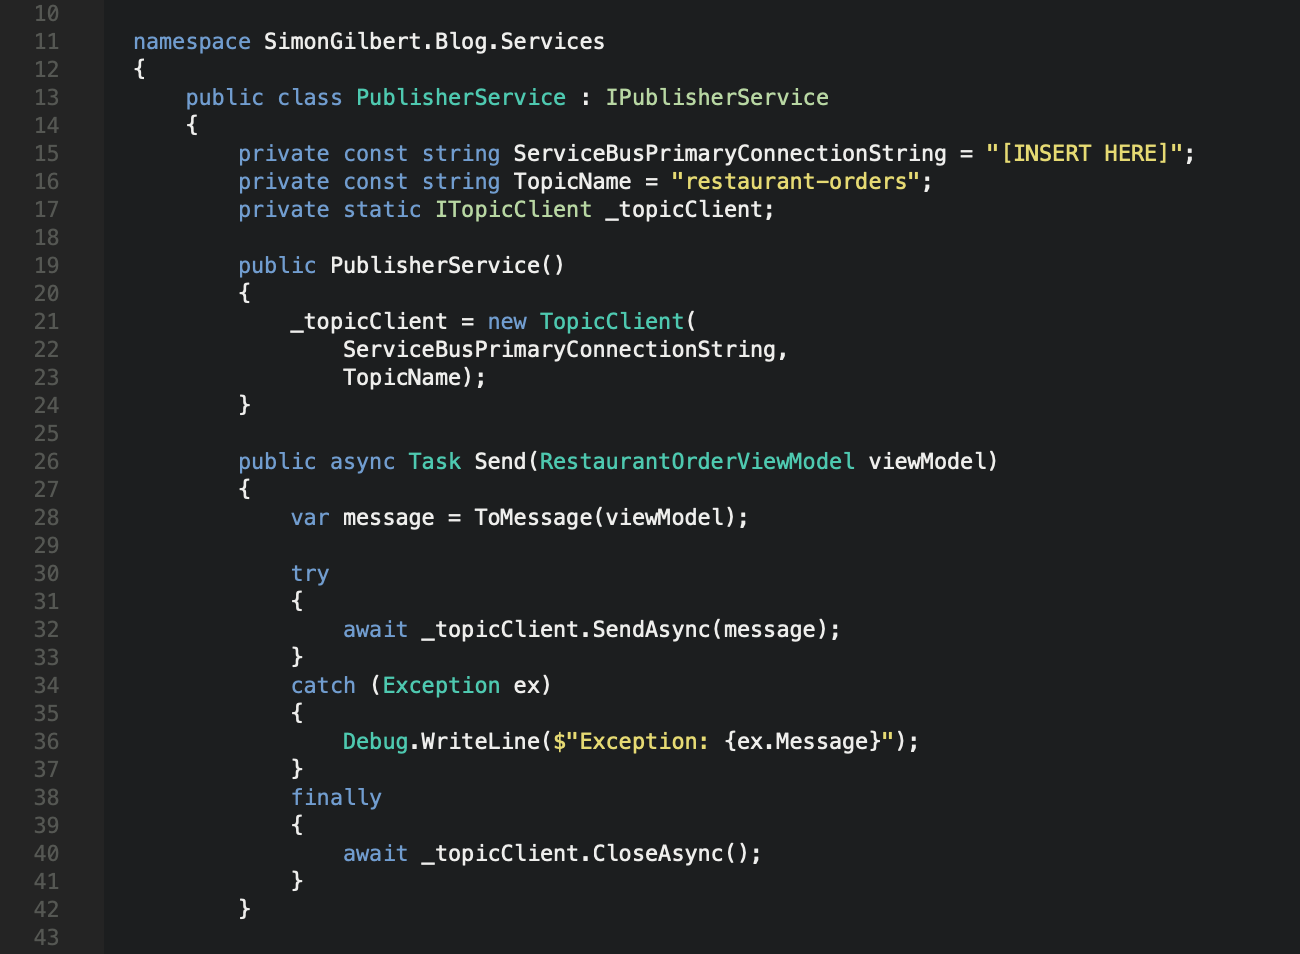 10
11 namespace SimonGilbert.Blog.Services
12 {
13 public class PublisherService : IPublisherService
14 {
15 private const string ServiceBusPrimaryConnectionString = "[INSERT HERE]";
16 private const string TopicName = "restaurant-orders";
17 private static ITopicClient _topicClient;
18
19 public PublisherService()
20 {
21 _topicClient = new TopicClient(
22 ServiceBusPrimaryConnectionString,
23 TopicName);
24 }
25
26 public async Task Send(RestaurantOrderViewModel viewModel)
27 {
28 var message = ToMessage(viewModel);
29
30 try
31 {
32 await _topicClient.SendAsync(message);
33 }
34 catch (Exception ex)
35 {
36 Debug.WriteLine($"Exception: {ex.Message}");
37 }
38 finally
39 {
40 await _topicClient.CloseAsync();
41 }
42 }
43